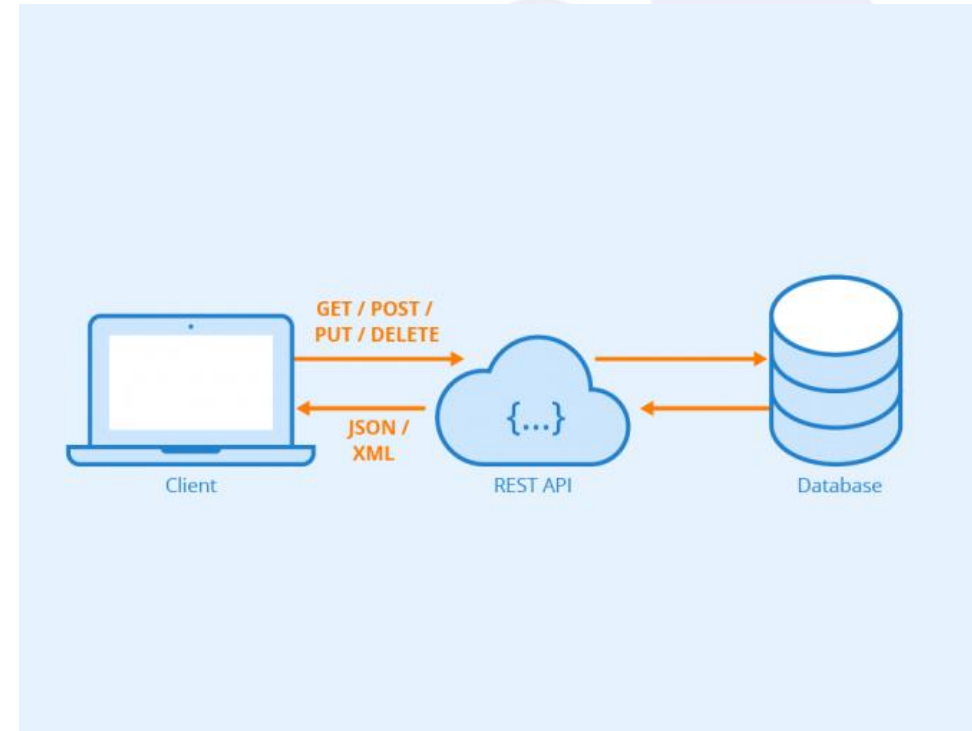 GET / POST /
PUT / DELETE
JSON /
XML
{...}
Client
REST API
Database